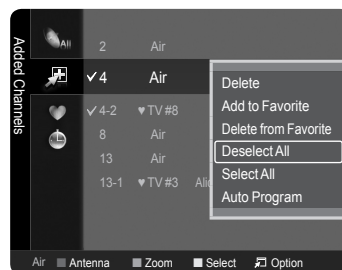 Added Channels
All
2 Air
✓ 4 Air
✓ 4-2 ♥ TV #8
8 Air
13 Air
13-1 ♥ TV #3
Delete
Add to Favorite
Delete from Favorite
Deselect All
Select All
Auto Program
Air Antenna Zoom Select Option